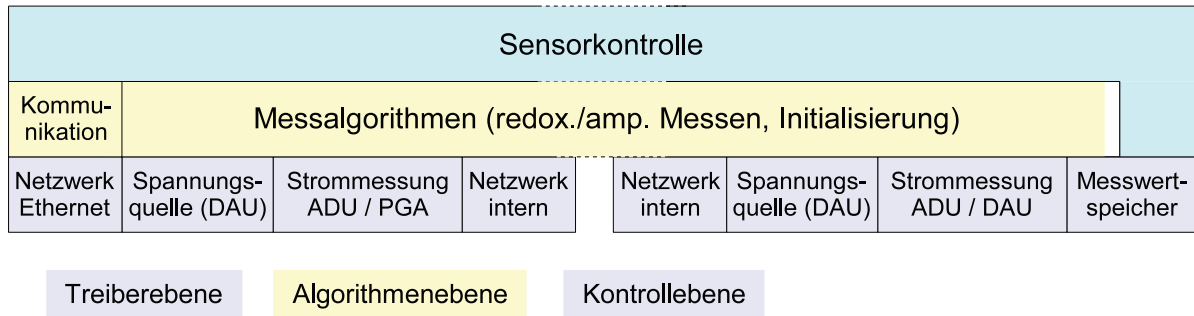 Sensorkontrolle
Kommu-
nikation
Messalgorithmen (redox./amp. Messen, Initialisierung)
Netzwerk
Ethernet
Spannungs-
quelle (DAU)
Strommessung
ADU / PGA
Netzwerk
intern
Netzwerk
intern
Spannungs-
quelle (DAU)
Strommessung
ADU / DAU
Messwert-
speicher
Treiberebene
Algorithmenebene
Kontrollebene